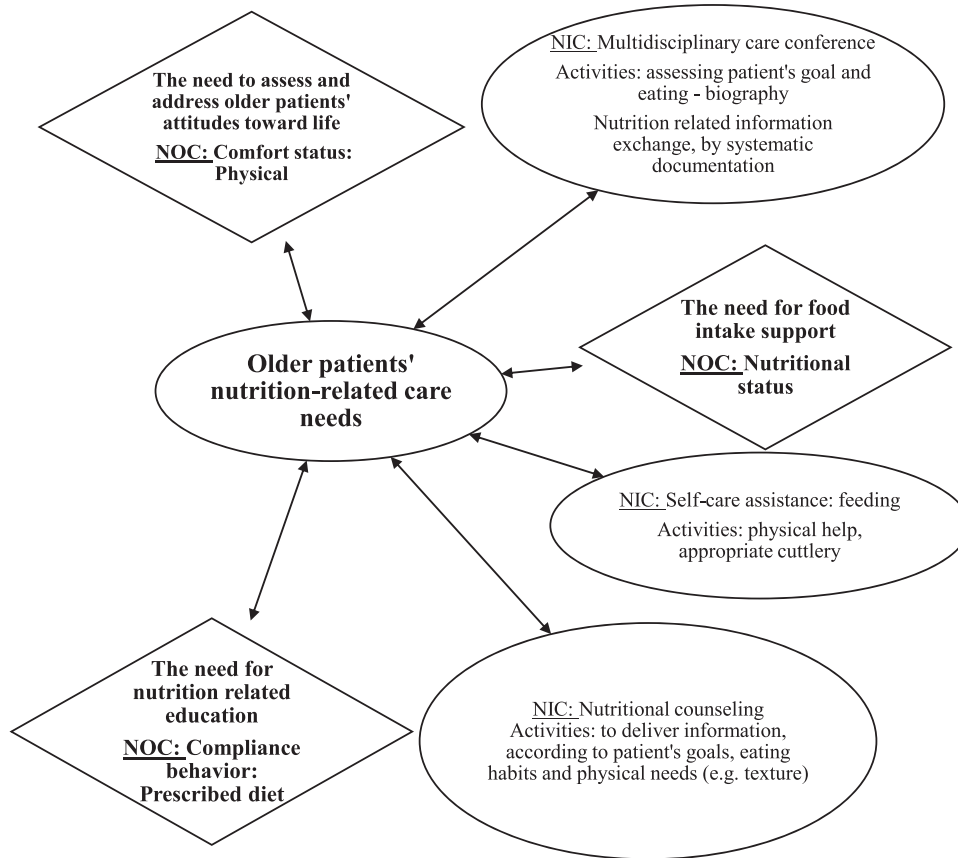 The need to assess and
address older patients'
attitudes toward life
NOC: Comfort status:
Physical
NIC: Multidisciplinary care conference
Activities: assessing patient's goal and
eating - biography
Nutrition related information
exchange, by systematic
documentation
The need for food
intake support
NOC: Nutritional
status
Older patients'
nutrition-related care
needs
NIC: Self-care assistance: feeding
Activities: physical help,
appropriate cuttlery
The need for
nutrition related
education
NOC: Compliance
behavior:
Prescribed diet
NIC: Nutritional counseling
Activities: to deliver information,
according to patient's goals, eating
habits and physical needs (e.g. texture)